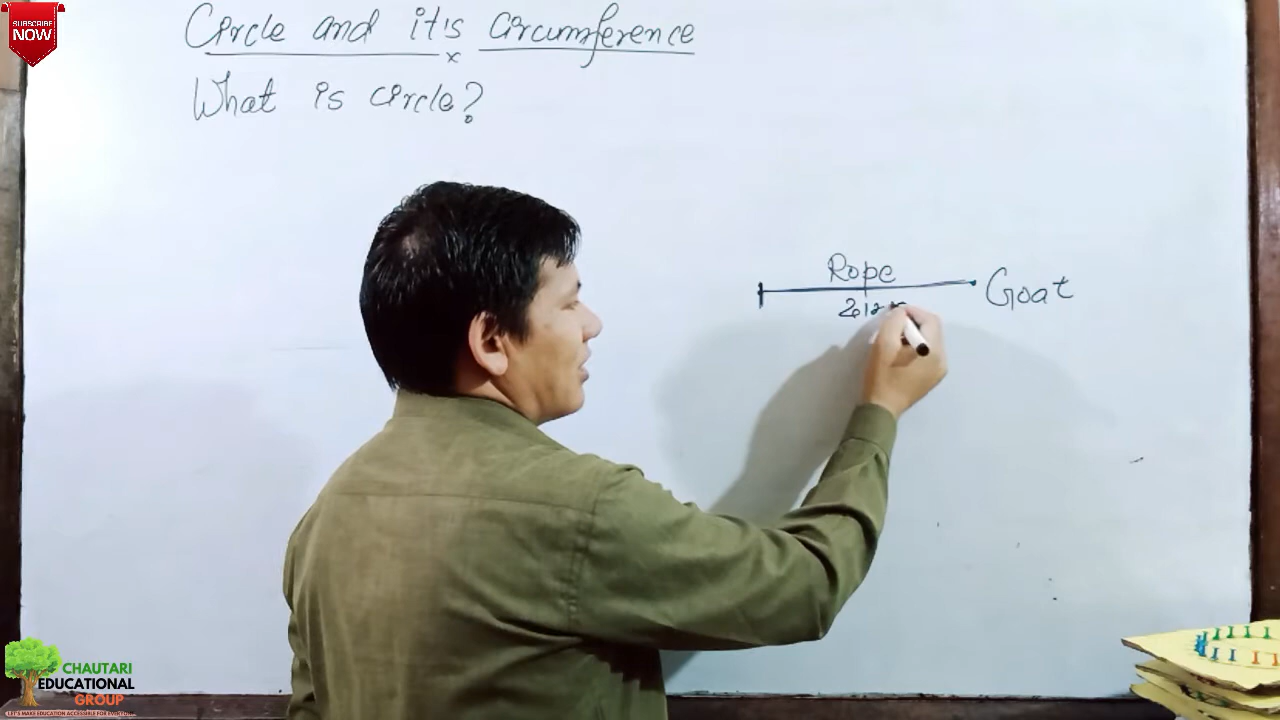 SUBSCRIBE
NOW
Circle and it's circumference
What is circle?
Rope
Goat
CHAUTARI
EDUCATIONAL
GROUP